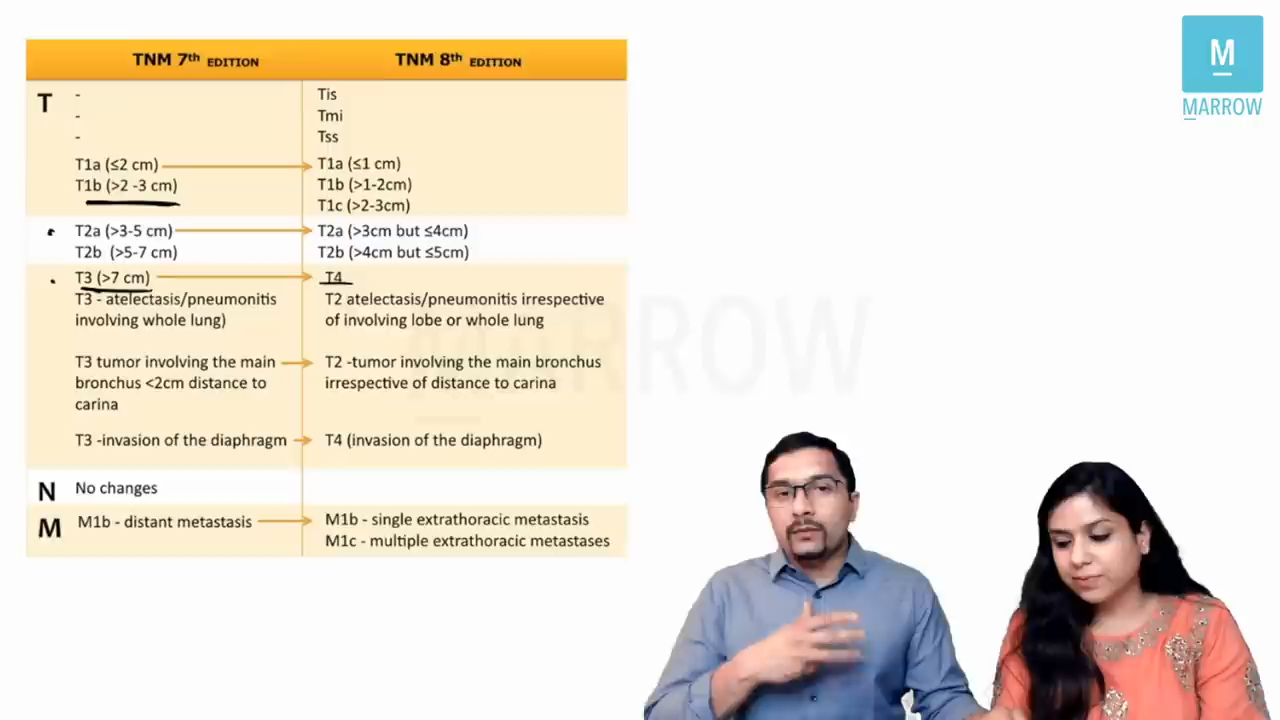 TNM 7th EDITION TNM 8th EDITION
T - Tis
- Tmi
- Tss
T1a (≤2 cm) T1a (≤1 cm)
T1b (>2 -3 cm) T1b (>1-2cm)
T1c (>2-3cm)
T2a (>3-5 cm) T2a (>3cm but ≤4cm)
T2b (>5-7 cm) T2b (>4cm but ≤5cm)
T3 (>7 cm) T4
T3 - atelectasis/pneumonitis T2 atelectasis/pneumonitis irrespective
involving whole lung) of involving lobe or whole lung
T3 tumor involving the main T2 -tumor involving the main bronchus
bronchus <2cm distance to irrespective of distance to carina
carina
T3 -invasion of the diaphragm T4 (invasion of the diaphragm)
N No changes
M M1b - distant metastasis M1b - single extrathoracic metastasis
M1c - multiple extrathoracic metastases
M
MARROW
MARROW